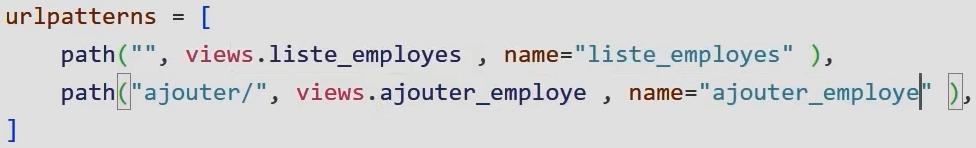 urlpatterns = [
    path("", views.liste_employes , name="liste_employes" ),
    path("ajouter/", views.ajouter_employe , name="ajouter_employe" ),
]